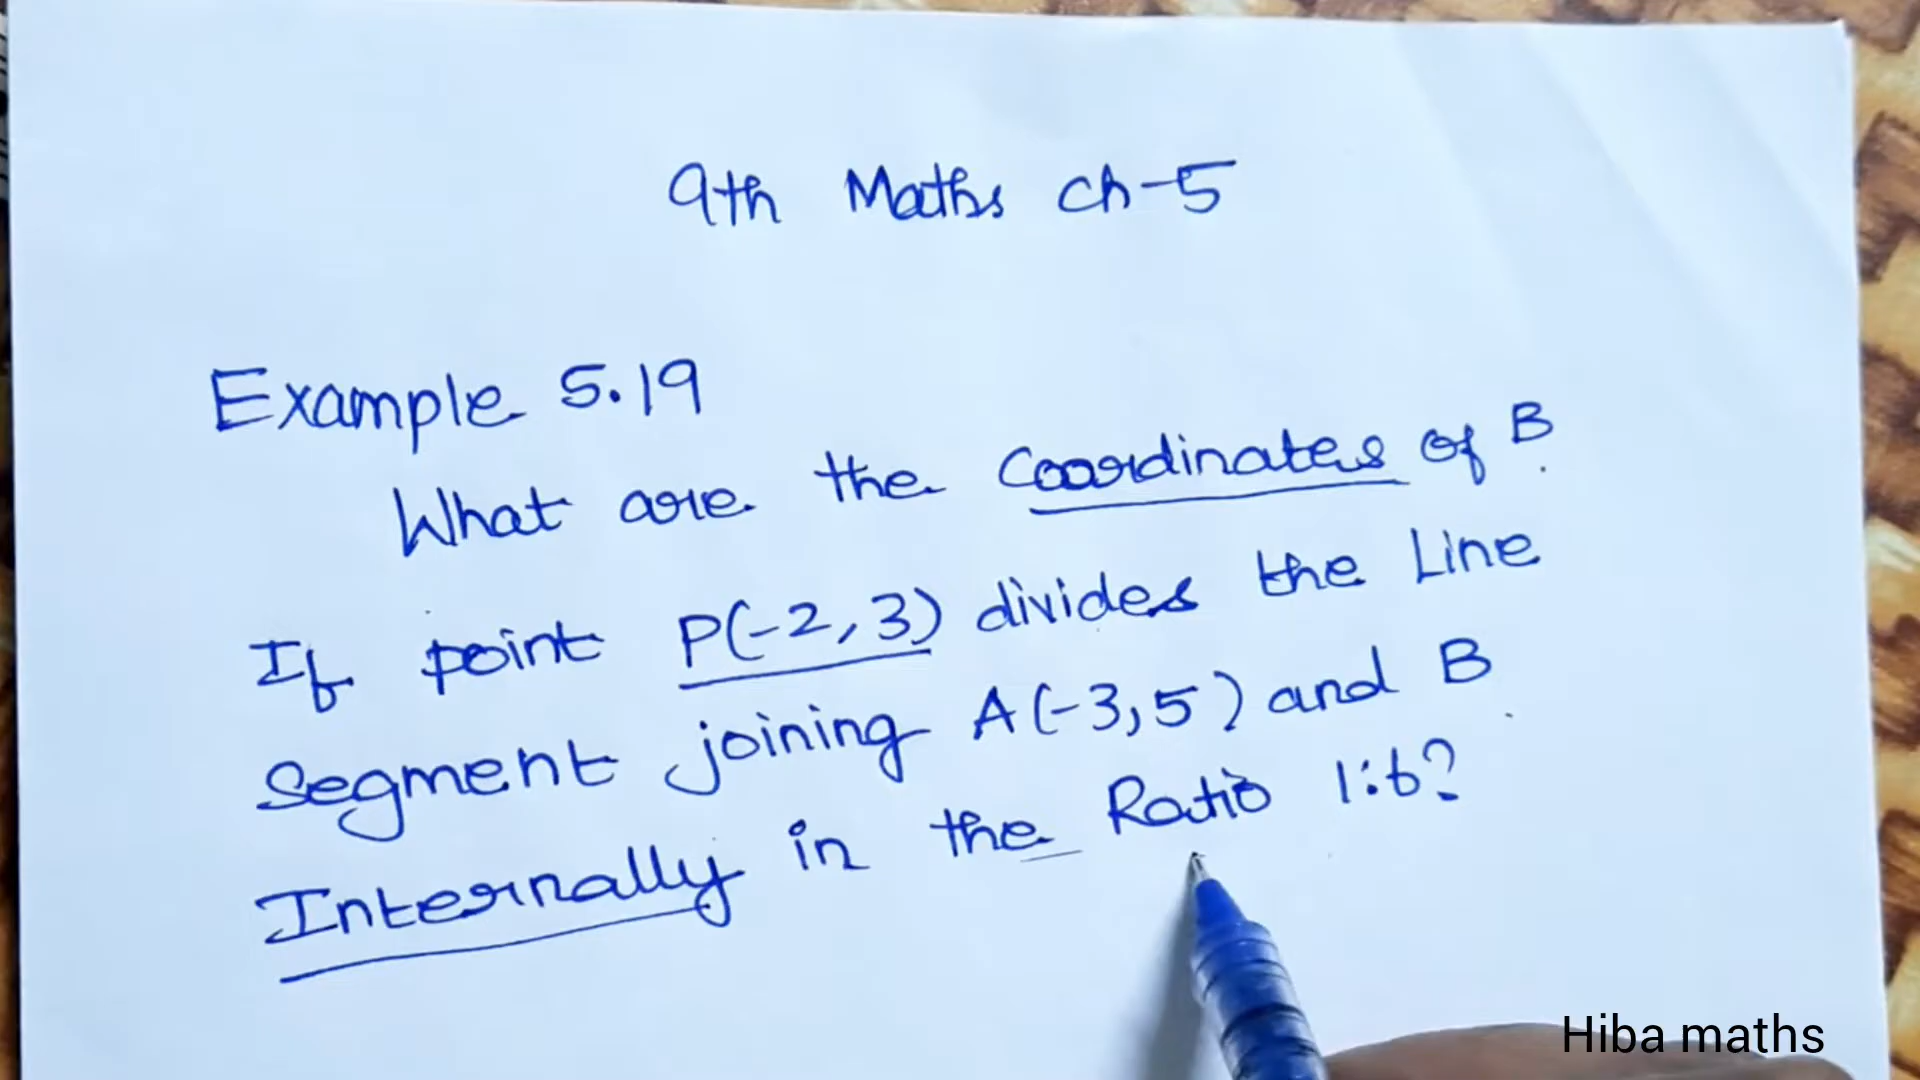 9th Maths Ch-5
Example 5.19
What are the Coordinates of B
If point P(-2,3) divides the Line
Segment joining A(-3,5) and B
Internally in the Ratio 1:6?
Hiba maths